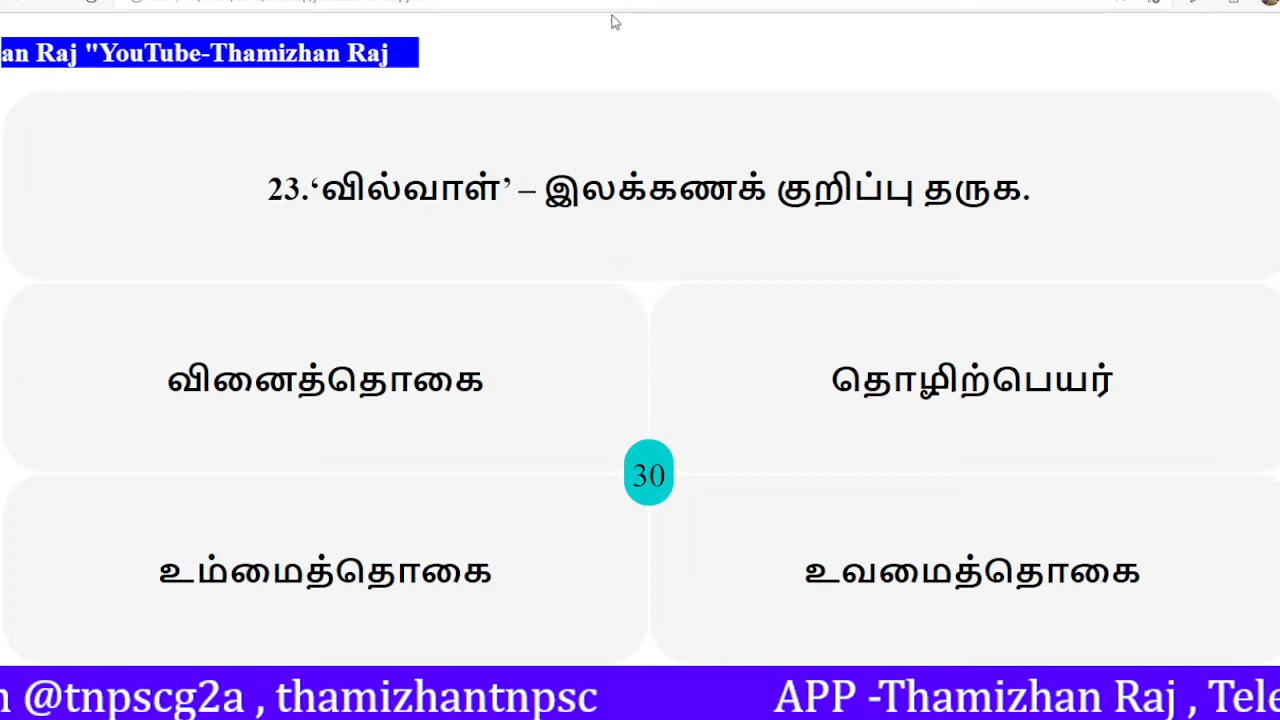 an Raj "YouTube-Thamizhan Raj
23.‘வில்வாள்’ – இலக்கணக் குறிப்பு தருக.
வினைத்தொகை
தொழிற்பெயர்
30
உம்மைத்தொகை
உவமைத்தொகை
@tnpscg2a , thamizhantnpsc APP -Thamizhan Raj , Tele